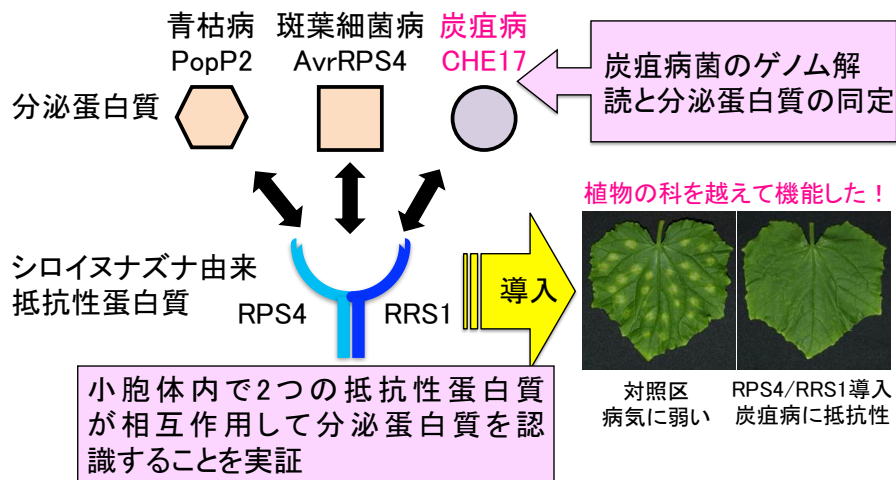 青枯病 斑葉細菌病 炭疽病
PopP2 AvrRPS4 CHE17
分泌蛋白質
炭疽病菌のゲノム解
読と分泌蛋白質の同定
植物の科を越えて機能した！
シロイヌナズナ由来
抵抗性蛋白質
RPS4 RRS1
導入
対照区
病気に弱い
RPS4/RRS1導入
炭疽病に抵抗性
小胞体内で2つの抵抗性蛋白質
が相互作用して分泌蛋白質を認
識することを実証